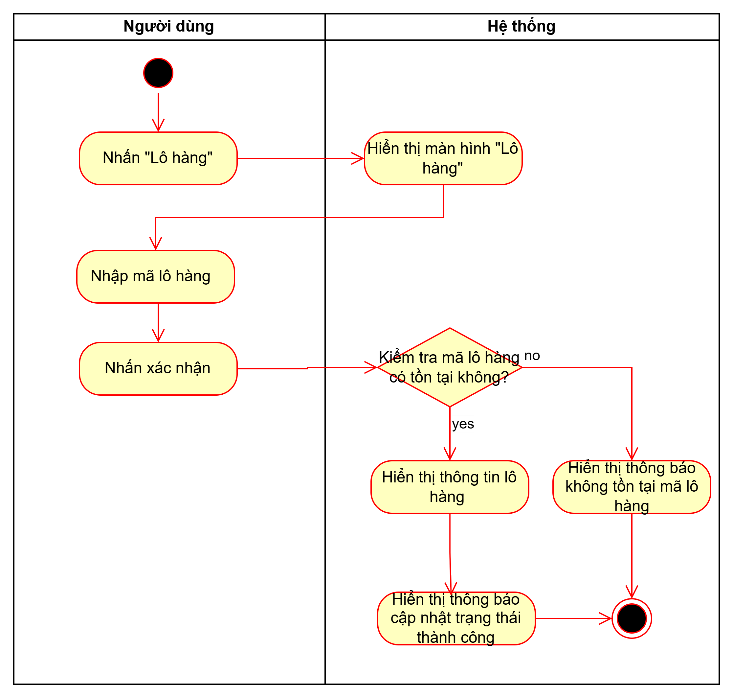 Người dùng
Hệ thống
Nhấn "Lô hàng"
Hiển thị màn hình "Lô
hàng"
Nhập mã lô hàng
Nhấn xác nhận
Kiểm tra mã lô hàng
có tồn tại không?
no
yes
Hiển thị thông tin lô
hàng
Hiển thị thông báo
không tồn tại mã lô
hàng
Hiển thị thông báo
cập nhật trạng thái
thành công